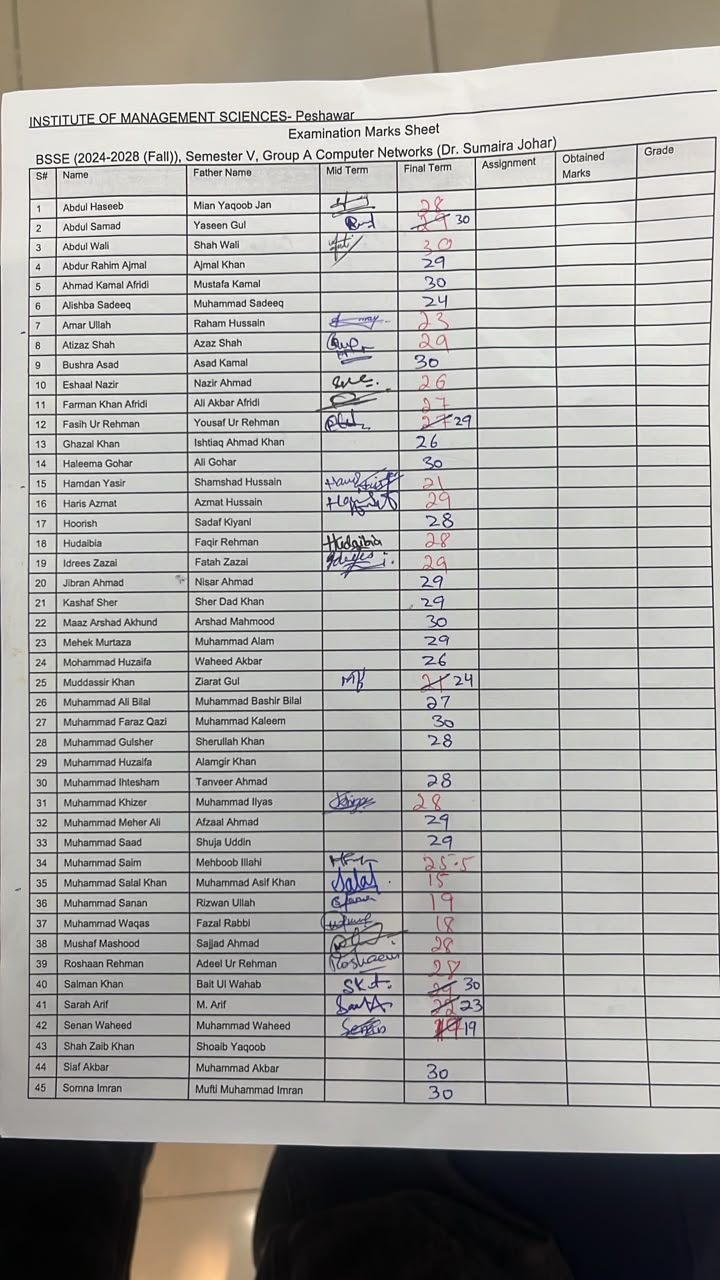 INSTITUTE OF MANAGEMENT SCIENCES- Peshawar
Examination Marks Sheet
BSSE (2024-2028 (Fall)), Semester V, Group A Computer Networks (Dr. Sumaira Johar)
S# Name Father Name Mid Term Final Term Assignment Obtained Marks Grade
1 Abdul Haseeb Mian Yaqoob Jan 28
2 Abdul Samad Yaseen Gul 30
3 Abdul Wali Shah Wali 30
4 Abdur Rahim Ajmal Ajmal Khan 29
5 Ahmad Kamal Afridi Mustafa Kamal 30
6 Alishba Sadeeq Muhammad Sadeeq 24
7 Amar Ullah Raham Hussain 23
8 Atizaz Shah Azaz Shah 29
9 Bushra Asad Asad Kamal 30
10 Eshaal Nazir Nazir Ahmad 26
11 Farman Khan Afridi Ali Akbar Afridi 27
12 Fasih Ur Rehman Yousaf Ur Rehman 27 29
13 Ghazal Khan Ishtiaq Ahmad Khan 26
14 Haleema Gohar Ali Gohar 30
15 Hamdan Yasir Shamshad Hussain 21
16 Haris Azmat Azmat Hussain 29
17 Hoorish Sadaf Kiyani 28
18 Hudaibia Faqir Rehman Hudaibia 28
19 Idrees Zazai Fatah Zazai 29
20 Jibran Ahmad Nisar Ahmad 29
21 Kashaf Sher Sher Dad Khan 29
22 Maaz Arshad Akhund Arshad Mahmood 30
23 Mehek Murtaza Muhammad Alam 29
24 Mohammad Huzaifa Waheed Akbar 26
25 Muddassir Khan Ziarat Gul 21 24
26 Muhammad Ali Bilal Muhammad Bashir Bilal 27
27 Muhammad Faraz Qazi Muhammad Kaleem 30
28 Muhammad Gulsher Sherullah Khan 28
29 Muhammad Huzaifa Alamgir Khan
30 Muhammad Ihtesham Tanveer Ahmad 28
31 Muhammad Khizer Muhammad Ilyas 28
32 Muhammad Meher Ali Afzaal Ahmad 29
33 Muhammad Saad Shuja Uddin 29
34 Muhammad Saim Mehboob Illahi 25.5
35 Muhammad Salal Khan Muhammad Asif Khan Salal 15
36 Muhammad Sanan Rizwan Ullah 19
37 Muhammad Waqas Fazal Rabbi 18
38 Mushaf Mashood Sajjad Ahmad 28
39 Roshaan Rehman Adeel Ur Rehman Roshaan 28
40 Salman Khan Bait Ul Wahab 30
41 Sarah Arif M. Arif 23
42 Senan Waheed Muhammad Waheed 19
43 Shah Zaib Khan Shoaib Yaqoob
44 Siaf Akbar Muhammad Akbar 30
45 Somna Imran Mufti Muhammad Imran 30